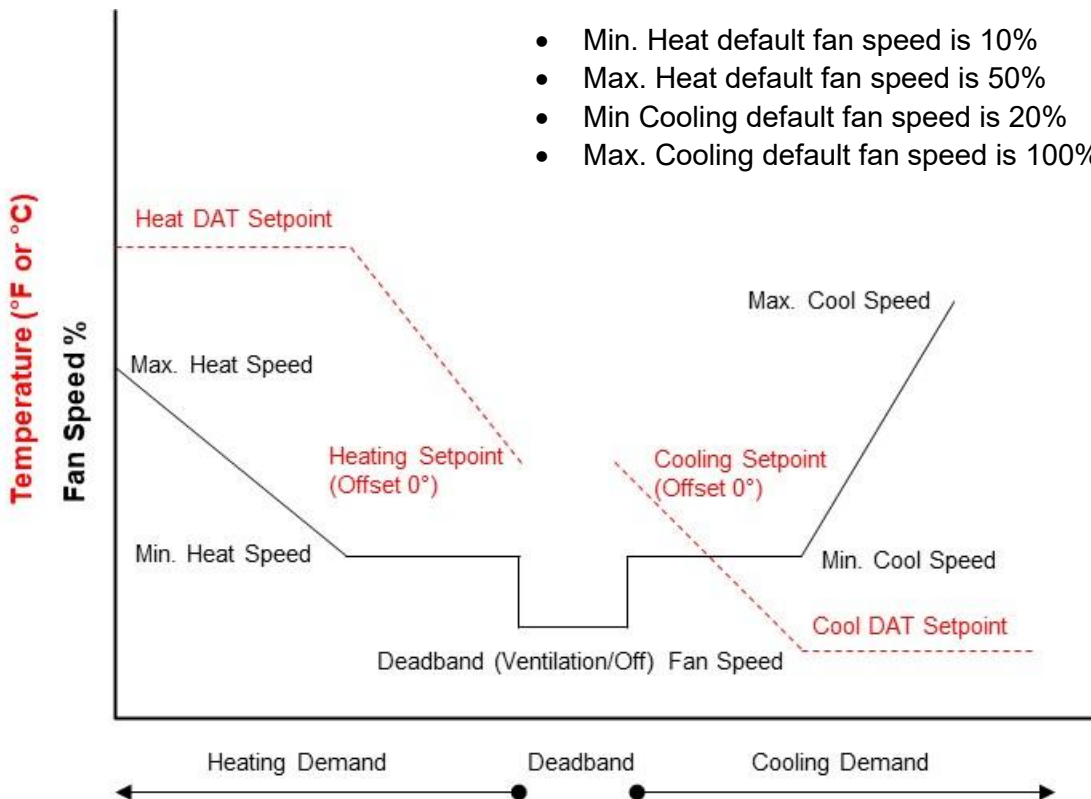 • Min. Heat default fan speed is 10%
• Max. Heat default fan speed is 50%
• Min Cooling default fan speed is 20%
• Max. Cooling default fan speed is 100%
Temperature (°F or °C)
Fan Speed %
Heat DAT Setpoint
Max. Cool Speed
Max. Heat Speed
Heating Setpoint
(Offset 0°)
Cooling Setpoint
(Offset 0°)
Min. Heat Speed
Min. Cool Speed
Cool DAT Setpoint
Deadband (Ventilation/Off) Fan Speed
Heating Demand
Deadband
Cooling Demand